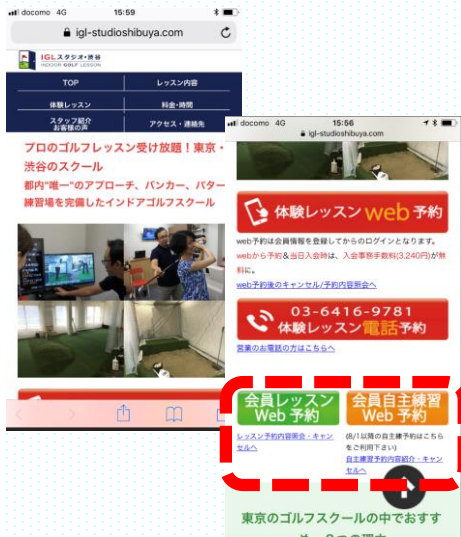 docomo 4G 15:59
igl-studioshibuya.com
IGLスタジオ・渋谷
INDOOR GOLF LESSON
TOP
レッスン内容
体験レッスン
料金・時間
スタッフ紹介
お客様の声
アクセス・連絡先
プロのゴルフレッスン受け放題！東京・
渋谷のスクール
都内"唯一"のアプローチ、バンカー、パター
練習場を完備したインドアゴルフスクール
docomo 4G 15:56
igl-studioshibuya.com
体験レッスン web 予約
web予約は会員情報を登録してからのログインとなります。
webから予約&当日入会時は、入会事務手数料(3,240円)が無
料に。
web予約後のキャンセル/予約内容照会へ
03-6416-9781
体験レッスン電話予約
営業のお電話の方はこちらへ
会員レッスン
Web 予約
レッスン予約内容照会・キャン
セルへ
会員自主練習
Web 予約
(8/1以降の自主練予約はこちら
をご利用下さい)
自主練習予約内容紹介・キャン
セルへ
東京のゴルフスクールの中でおすす